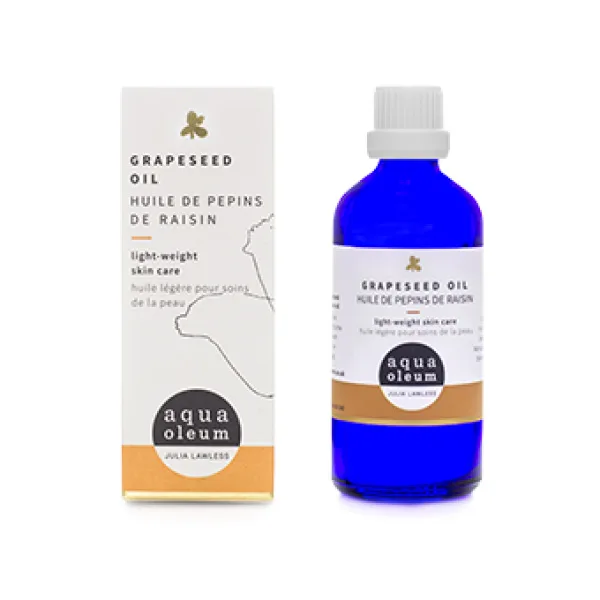 GRAPESEED
OIL
HUILE DE PEPINS
DE RAISIN
light-weight
skin care
huile légère pour soins
de la peau
aqua
oleum
JULIA LAWLESS
GRAPESEED OIL
HUILE DE PEPINS DE RAISIN
light-weight skin care
huile légère pour soins de la peau
aqua
oleum
JULIA LAWLESS